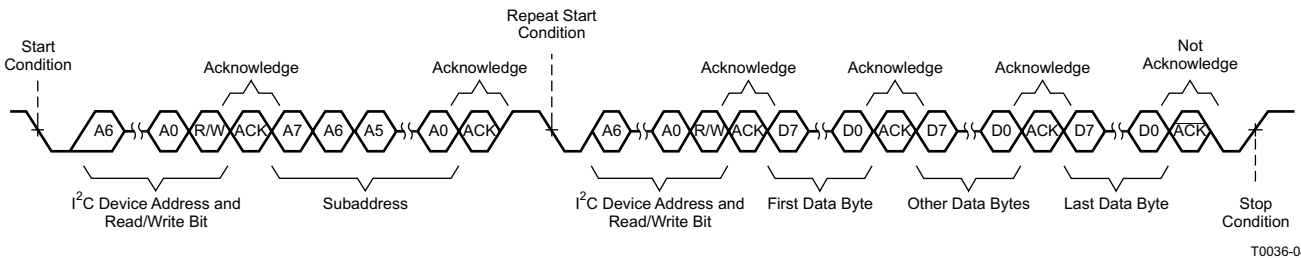 Repeat Start
Condition
Start
Condition
Not
Acknowledge
Acknowledge
Acknowledge
Acknowledge
Acknowledge
Acknowledge
A6 A0 R/W ACK A7 A6 A5 A0 ACK A6 A0 R/W ACK D7 D0 ACK D7 D0 ACK D7 D0 ACK
I²C Device Address and
Read/Write Bit
Subaddress
I²C Device Address and
Read/Write Bit
First Data Byte
Other Data Bytes
Last Data Byte
Stop
Condition
T0036-0